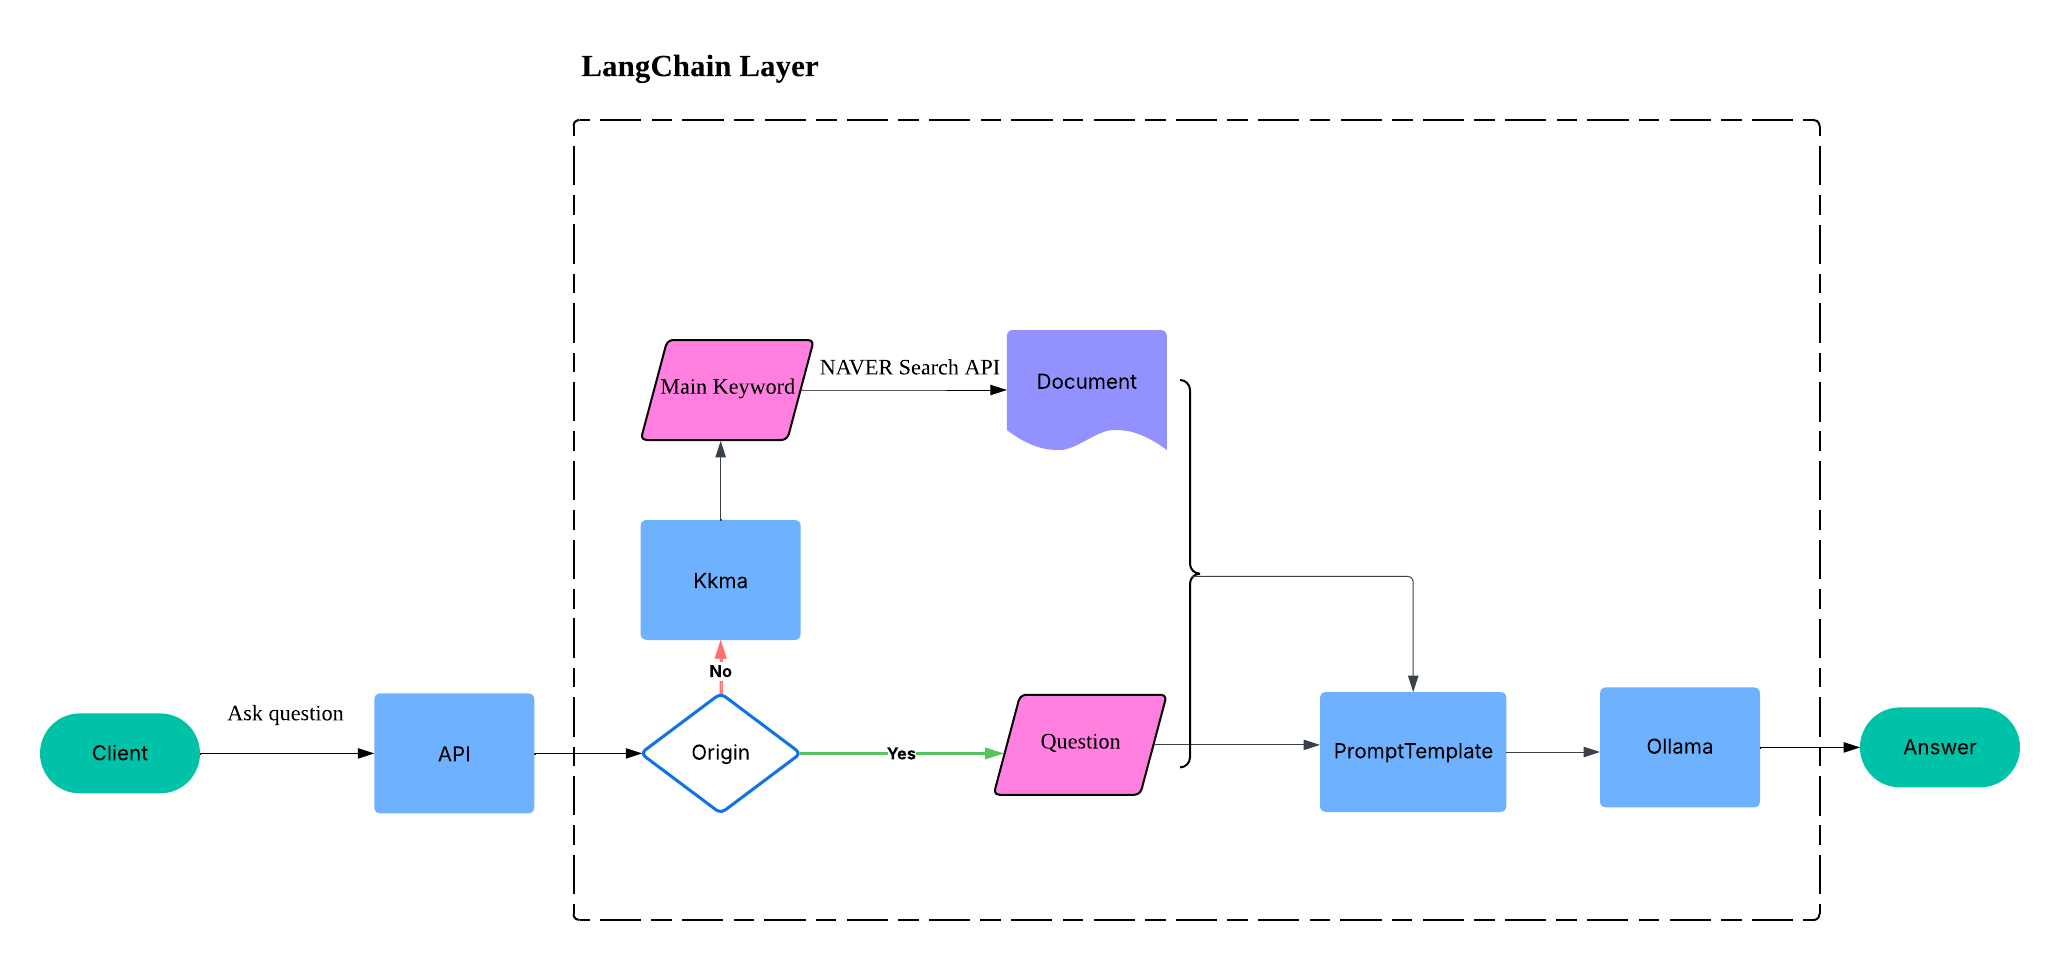 LangChain Layer
Main Keyword
NAVER Search API
Document
Kkma
No
Client
Ask question
API
Origin
Yes
Question
PromptTemplate
Ollama
Answer